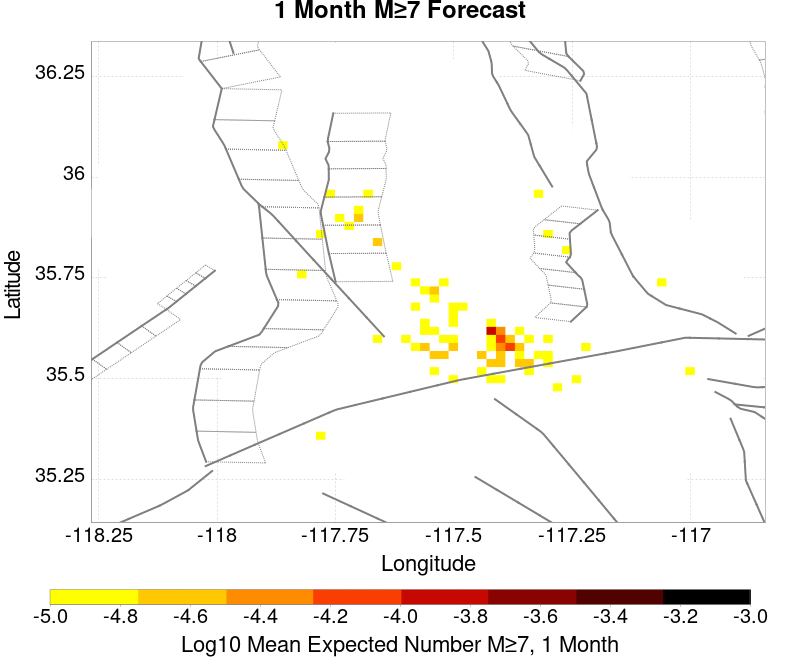 1 Month M≥7 Forecast
Latitude
36.25
36
35.75
35.5
35.25
-118.25 -118 -117.75 -117.5 -117.25 -117
Longitude
-5.0 -4.8 -4.6 -4.4 -4.2 -4.0 -3.8 -3.6 -3.4 -3.2 -3.0
Log10 Mean Expected Number M≥7, 1 Month